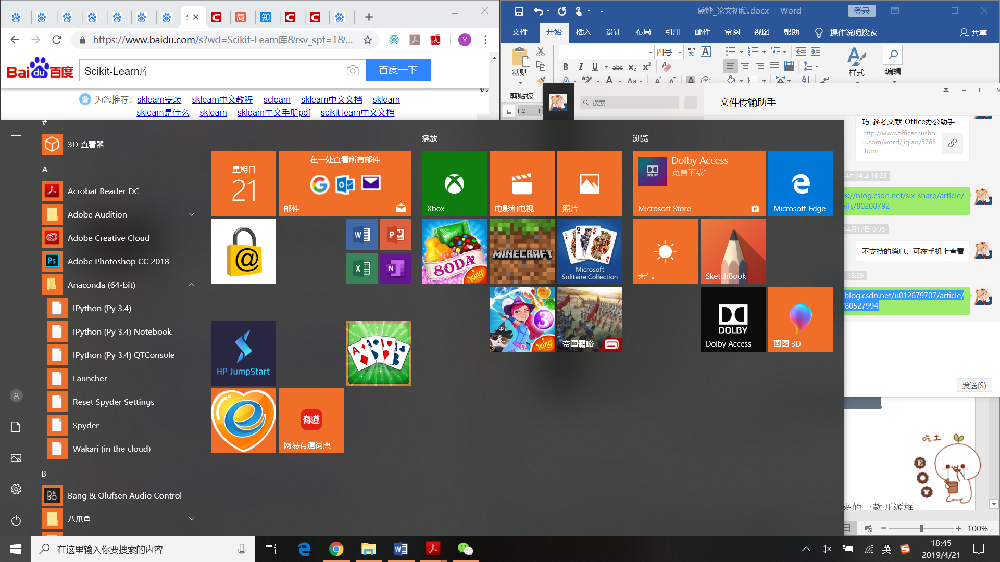 盛烨_论文初稿.docx - Word
登录
https://www.baidu.com/s?wd=Scikit-Learn库&rsv_spt=1&...
Y
文件 开始 插入 设计 布局 引用 邮件 审阅 视图 帮助 操作说明搜索 共享
Bai du 百度
Scikit-Learn库
百度一下
四号
粘贴
剪贴板
样式
编辑
为您推荐: sklearn安装 sklearn中文教程 sclearn sklearn中文文档 sklearn
sklearn是什么 sklearn sklearn中文手册pdf scikit learn中文文档
搜索
文件传输助手
巧-参考文献_Office办公助手
http://www.officezhusho
u.com/word/jiqiao/5766
.html
4月14日 10:23
s://blog.csdn.net/slx_share/article/
ails/80208792
4月17日 0:36
不支持的消息，可在手机上查看
18:39
/blog.csdn.net/u012679707/article/
/80527994
发送(S)
#
3D 查看器
A
Acrobat Reader DC
Adobe Audition
Adobe Creative Cloud
Adobe Photoshop CC 2018
Anaconda (64-bit)
IPython (Py 3.4)
IPython (Py 3.4) Notebook
IPython (Py 3.4) QTConsole
Launcher
Reset Spyder Settings
Spyder
Wakari (in the cloud)
B
Bang & Olufsen Audio Control
八爪鱼
星期日
21
在一处查看所有邮件
邮件
HP JumpStart
有道
网易有道词典
播放
Xbox
电影和电视
照片
SODA
King
MINECRAFT
Microsoft
Solitaire Collection
3
King
帝国霸略
浏览
Dolby Access
免费下载+
DOLBY
Microsoft Store
Microsoft Edge
天气
SketchBook
DOLBY
Dolby Access
画图 3D
吃土
E
来的一款开源框
100%
在这里输入你要搜索的内容
英
18:45
2019/4/21